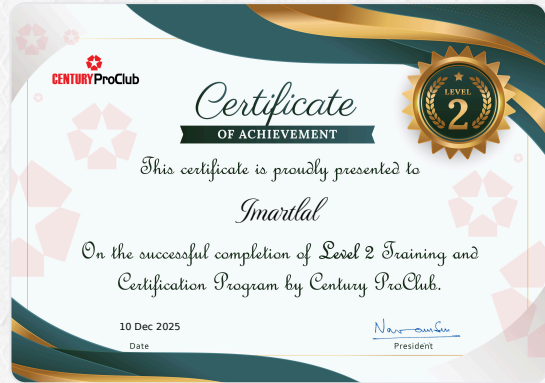 CENTURY ProClub
Certificate
OF ACHIEVEMENT
LEVEL
2
This certificate is proudly presented to
Imartlal
On the successful completion of Level 2 Training and
Certification Program by Century ProClub.
10 Dec 2025
Date
President